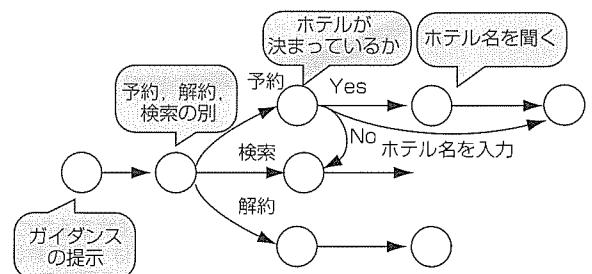 ホテルが
決まっているか
ホテル名を聞く
予約，解約，
検索の別
予約
Yes
No
ホテル名を入力
検索
解約
ガイダンス
の提示